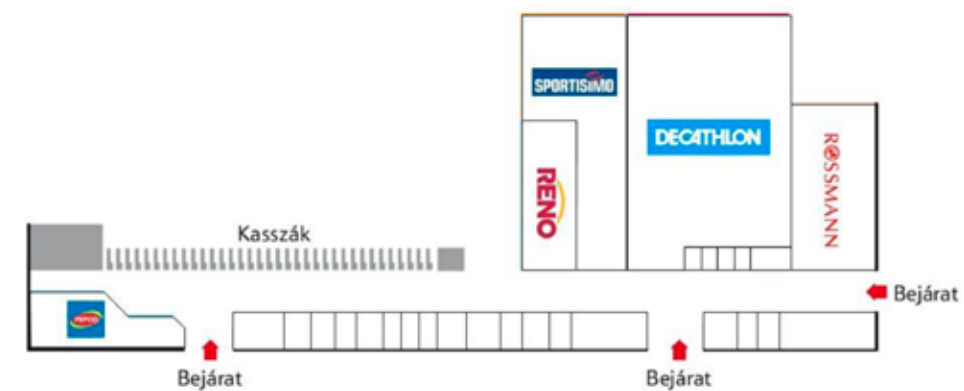 SPORTISIMO
DECATHLON
ROSSMANN
RENO
Kasszák
Bejárat
PEPCO
Bejárat
Bejárat